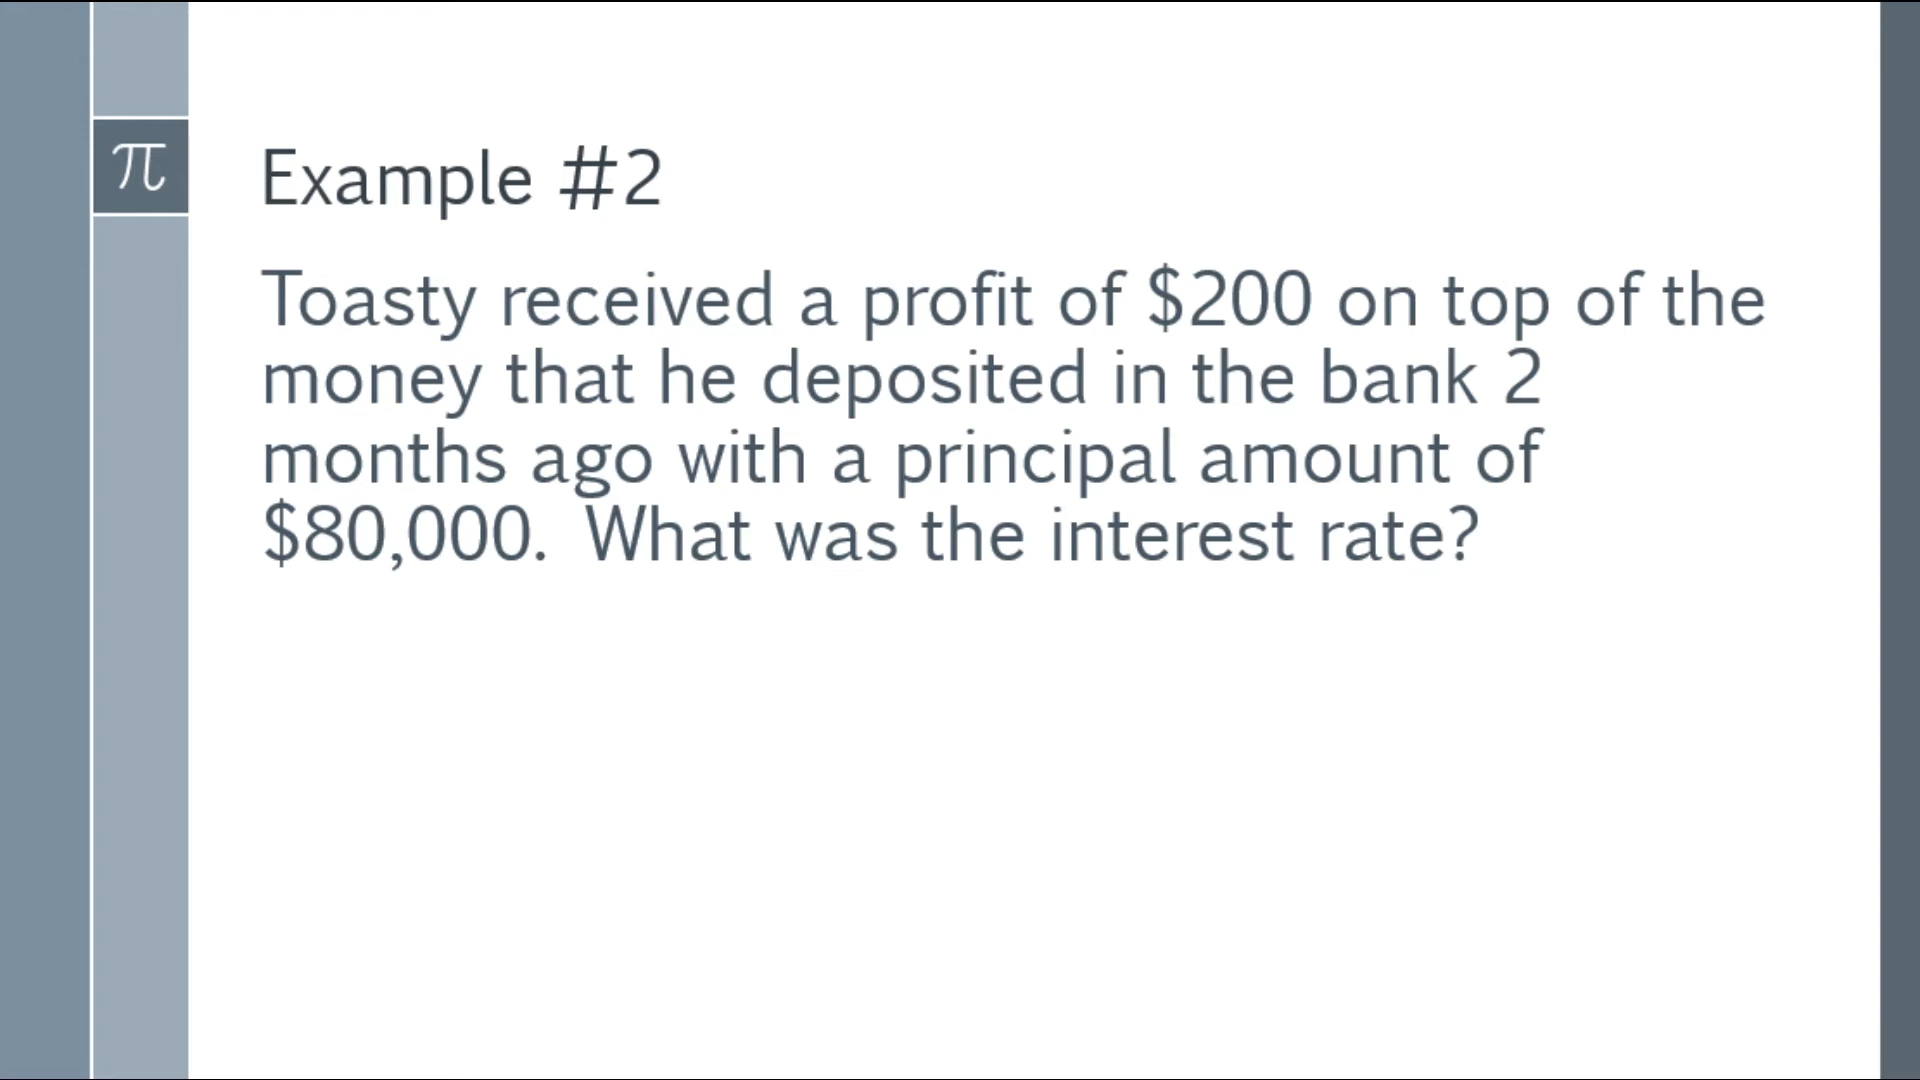 π
Example #2
Toasty received a profit of $200 on top of the
money that he deposited in the bank 2
months ago with a principal amount of
$80,000.  What was the interest rate?